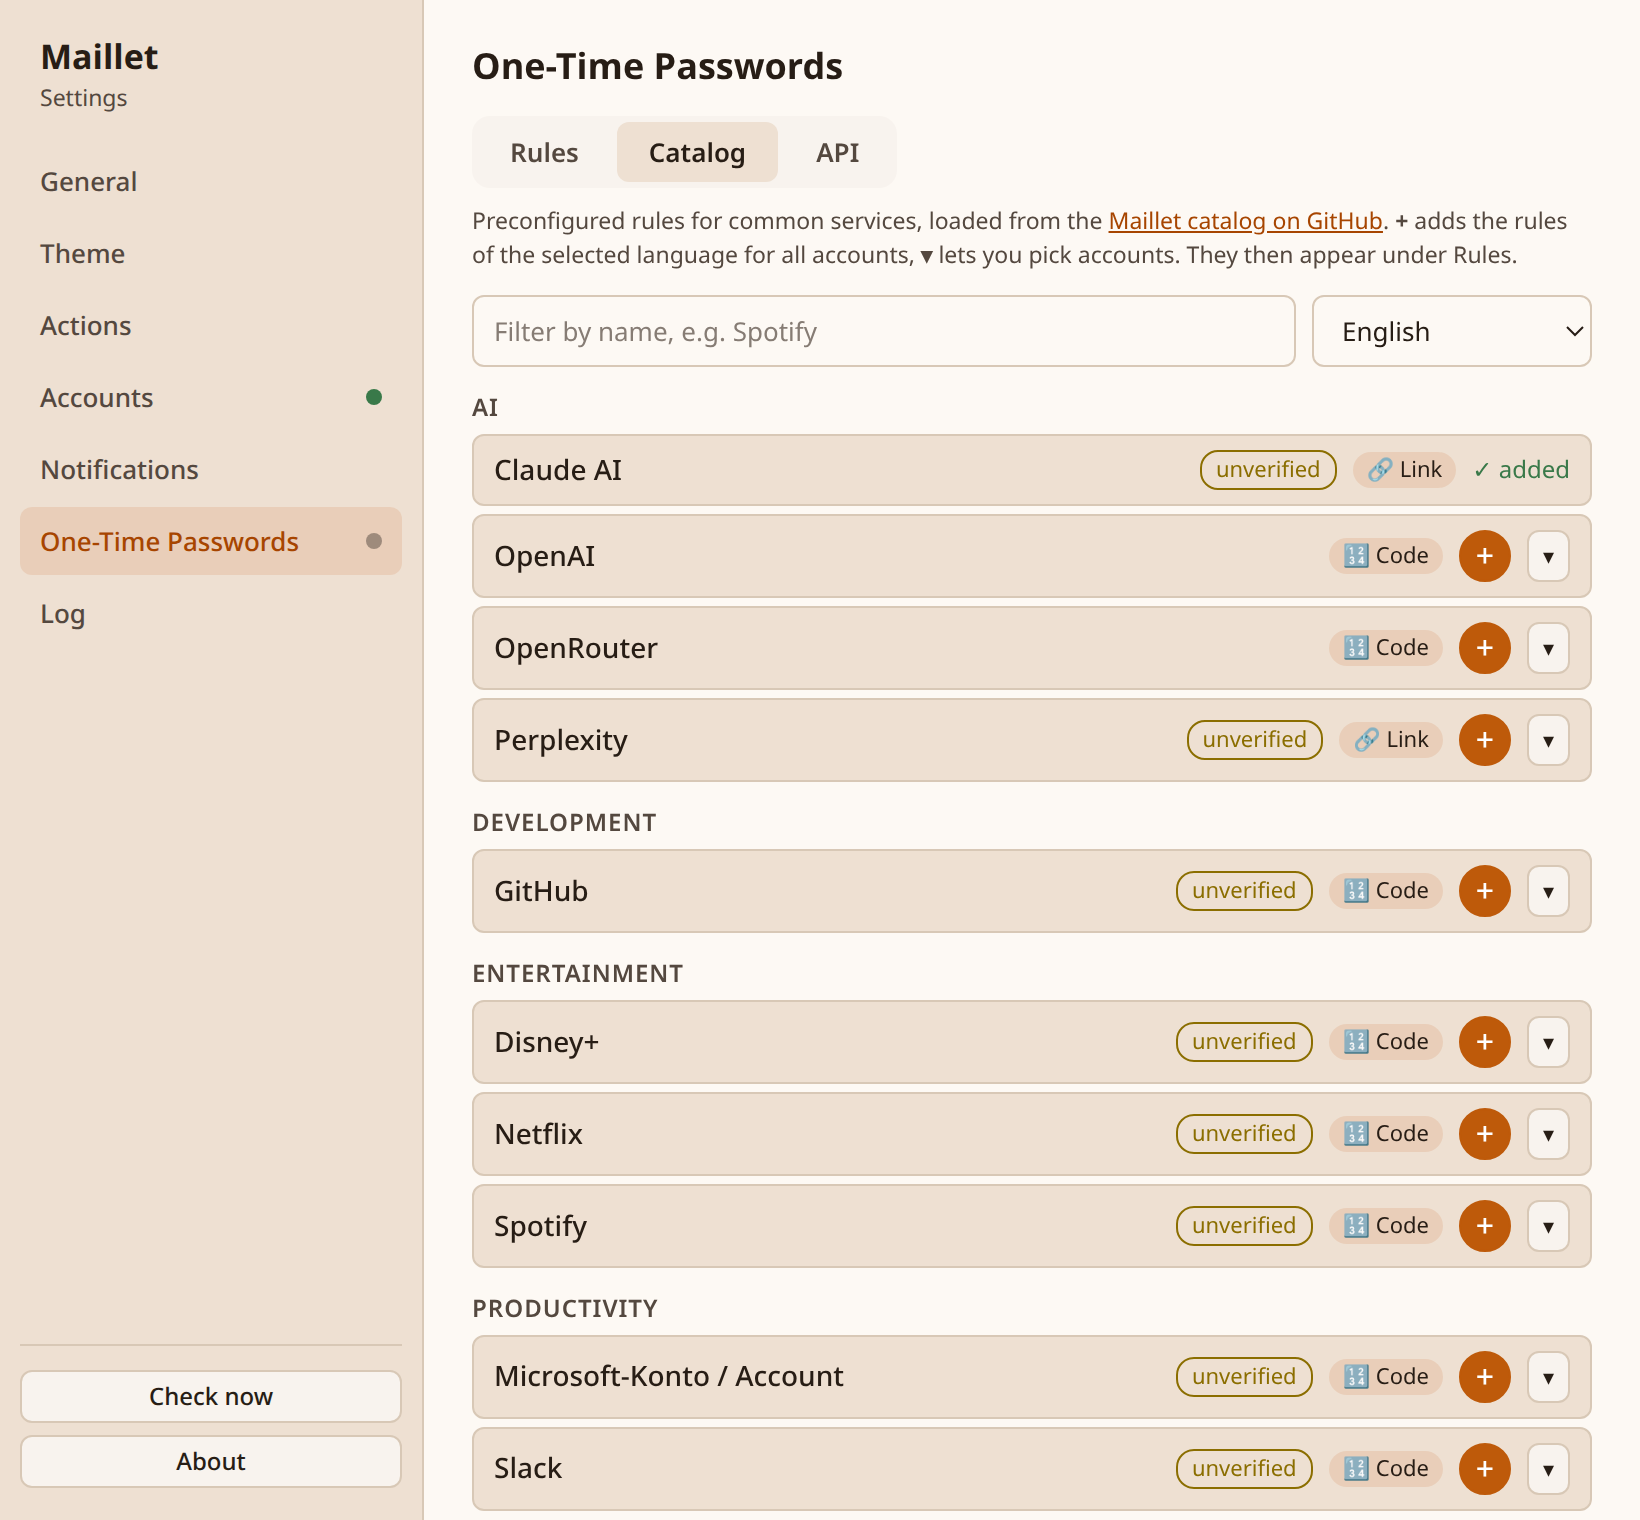 Maillet
Settings
General
Theme
Actions
Accounts
Notifications
One-Time Passwords
Log
Check now
About
One-Time Passwords
Rules Catalog API
Preconfigured rules for common services, loaded from the Maillet catalog on GitHub. + adds the rules
of the selected language for all accounts, ▼ lets you pick accounts. They then appear under Rules.
Filter by name, e.g. Spotify English
AI
Claude AI unverified 🔗 Link ✓ added
OpenAI 🔢 Code + ▼
OpenRouter 🔢 Code + ▼
Perplexity unverified 🔗 Link + ▼
DEVELOPMENT
GitHub unverified 🔢 Code + ▼
ENTERTAINMENT
Disney+ unverified 🔢 Code + ▼
Netflix unverified 🔢 Code + ▼
Spotify unverified 🔢 Code + ▼
PRODUCTIVITY
Microsoft-Konto / Account unverified 🔢 Code + ▼
Slack unverified 🔢 Code + ▼